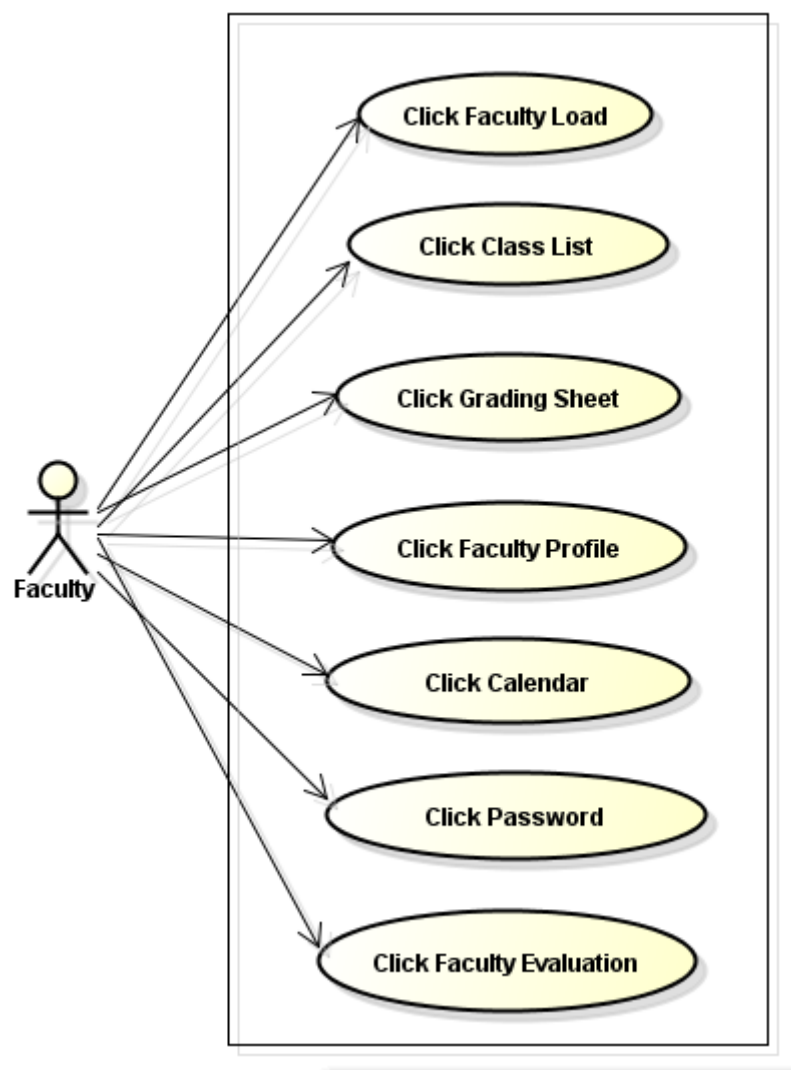 Click Faculty Load
Click Class List
Click Grading Sheet
Click Faculty Profile
Faculty
Click Calendar
Click Password
Click Faculty Evaluation